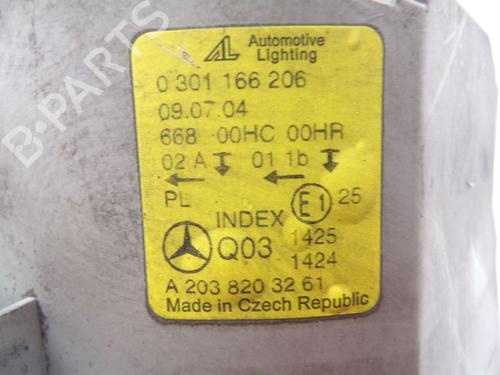 AL Automotive
Lighting
0 301 166 206
09.07.04
668 00HC 00HR
02 A 01 1b
PL E1 25
INDEX
Q03 1425
1424
A 203 820 32 61
Made in Czech Republic
B-PARTS